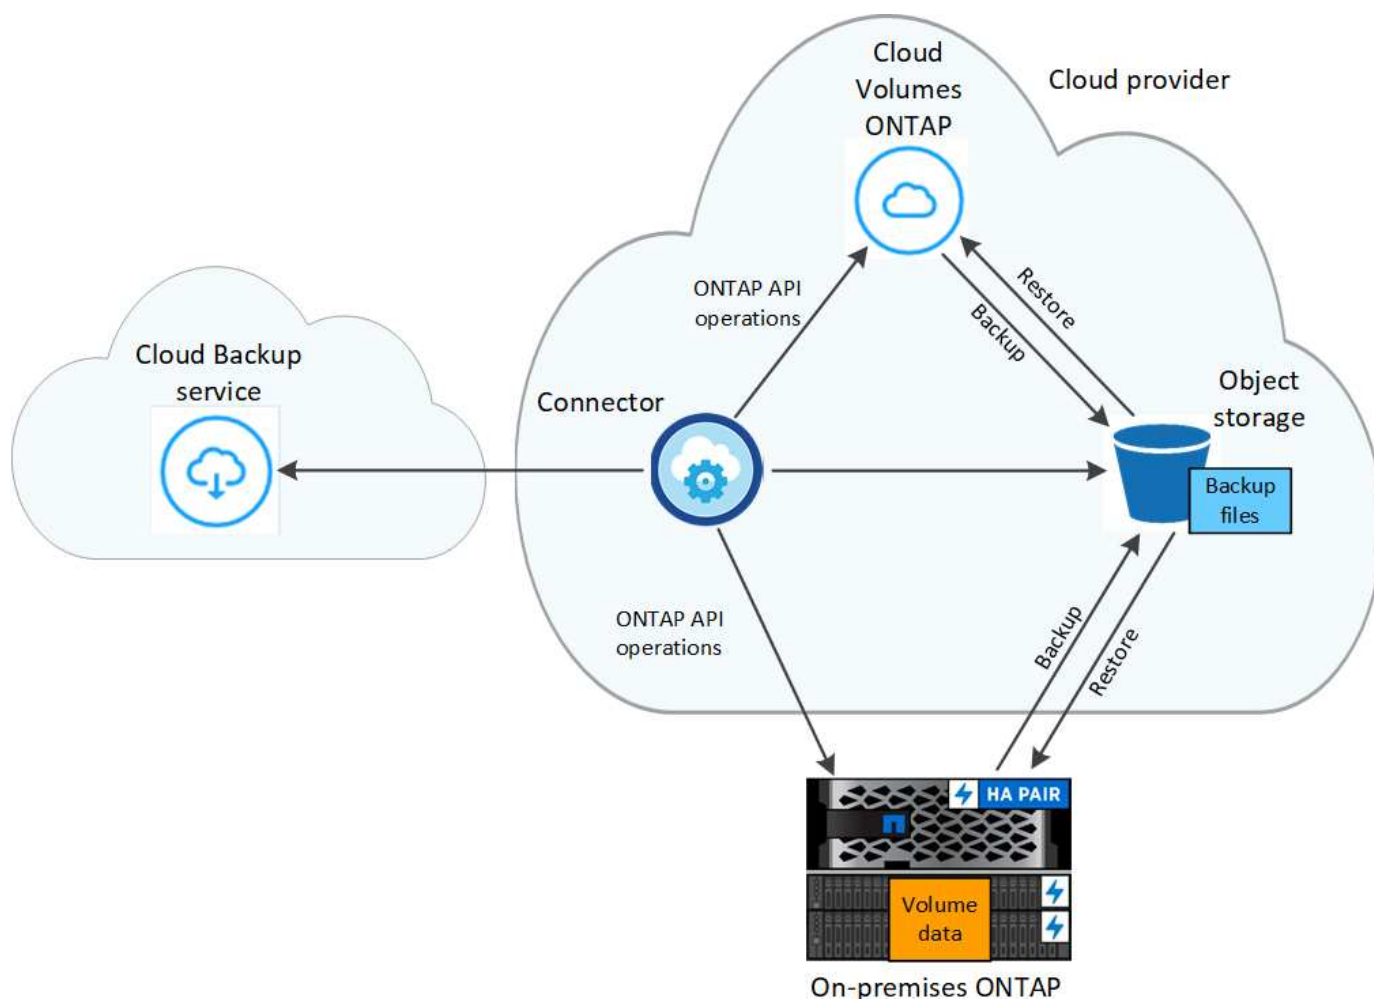 Cloud
Volumes
ONTAP
Cloud provider
ONTAP API
operations
Restore
Backup
Cloud Backup
service
Connector
Object
storage
Backup
files
ONTAP API
operations
Backup
Restore
HA PAIR
Volume
data
On-premises ONTAP